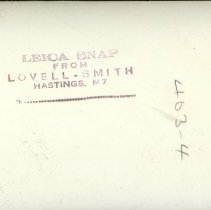 LEICA SNAP
FROM
LOVELL-SMITH
HASTINGS, NZ
463-4